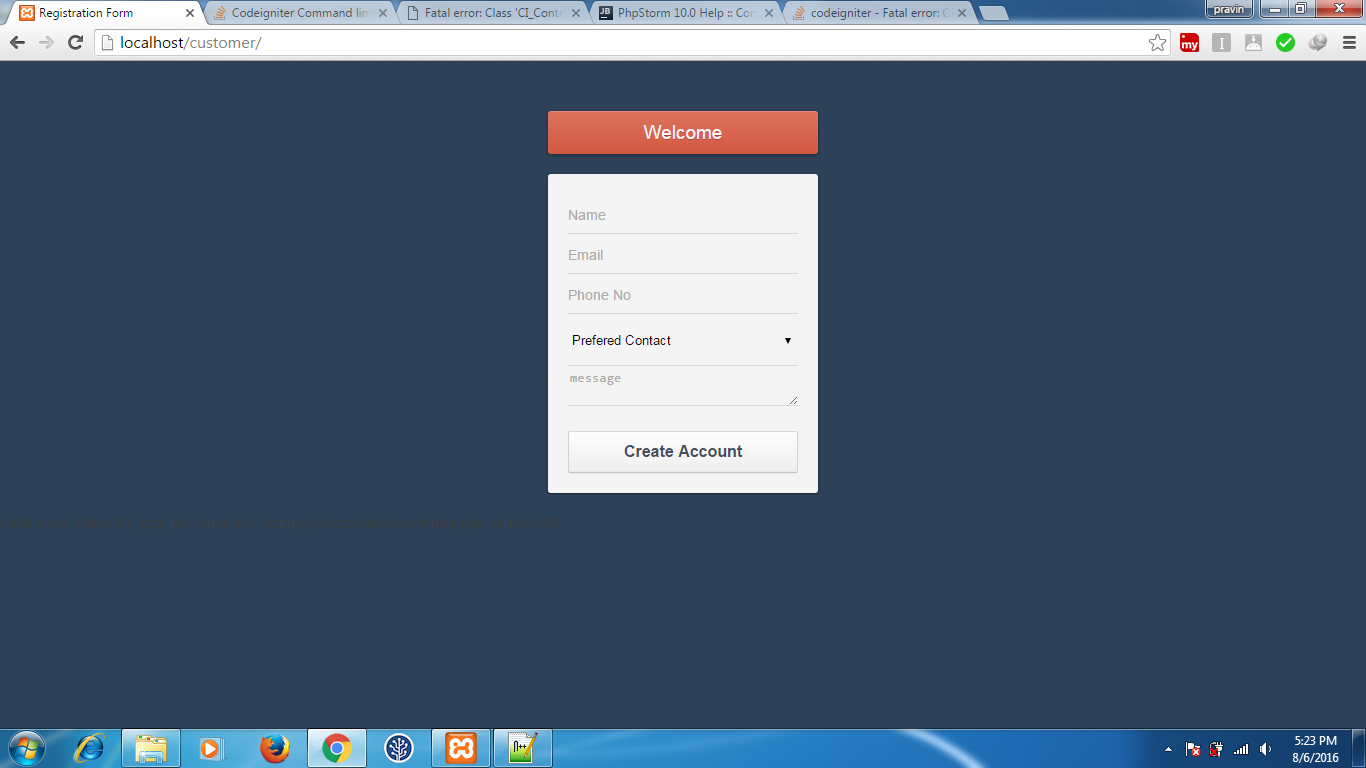 Registration Form
Codeigniter Command lin
Fatal error: Class 'CI_Contr
PhpStorm 10.0 Help :: Con
codeigniter - Fatal error: C
pravin
localhost/customer/
my
Welcome
Name
Email
Phone No
Prefered Contact
message
Create Account
5:23 PM
8/6/2016